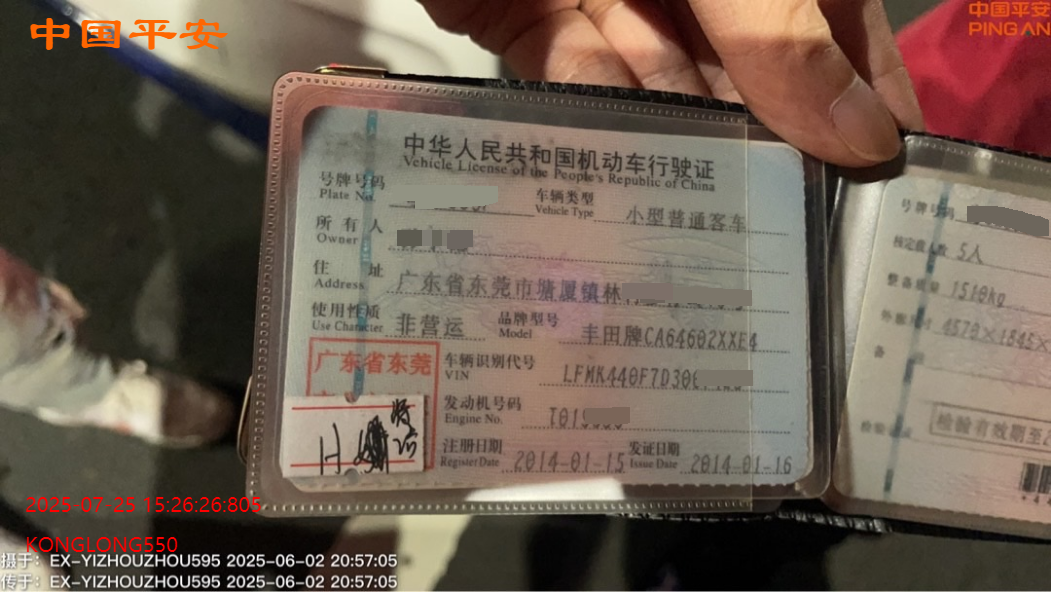 中国平安
中国平安
PING AN
中华人民共和国机动车行驶证
Vehicle License of the People's Republic of China
号牌号码
Plate No.
车辆类型
Vehicle Type
小型普通客车
所有人
Owner
住址
Address
广东省东莞市塘厦镇林
使用性质
Use Character
非营运
品牌型号
Model
丰田牌CA64602XXE4
广东省东莞
车辆识别代号
VIN
LFMK440F7D30
发动机号码
Engine No.
T019
注册日期
Register Date
2014-01-15
发证日期
Issue Date
2014-01-16
号牌号码
核定载人数 5人
整备质量 1510kg
外廓尺寸 4570×1845×
备
检验有效期至2
2025-07-25 15:26:26:805
KONGLONG550
摄于：EX-YIZHOUZHOU595 2025-06-02 20:57:05
传于：EX-YIZHOUZHOU595 2025-06-02 20:57:05